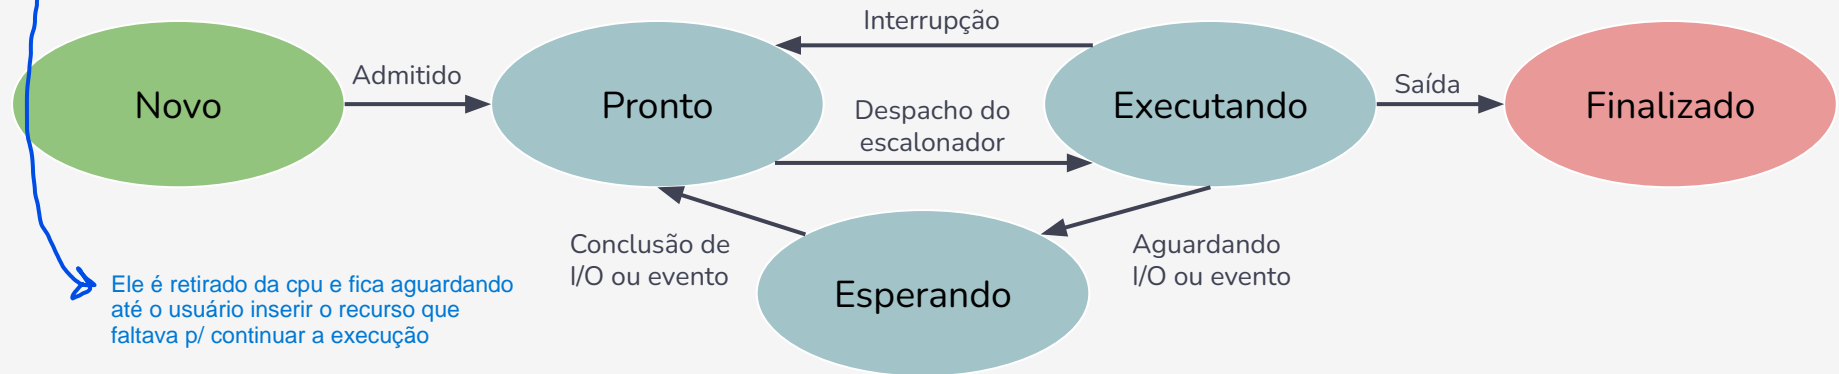 Interrupção
Admitido
Saída
Novo
Pronto
Despacho do
escalonador
Executando
Finalizado
Conclusão de
I/O ou evento
Aguardando
I/O ou evento
Esperando
Ele é retirado da cpu e fica aguardando
até o usuário inserir o recurso que
faltava p/ continuar a execução